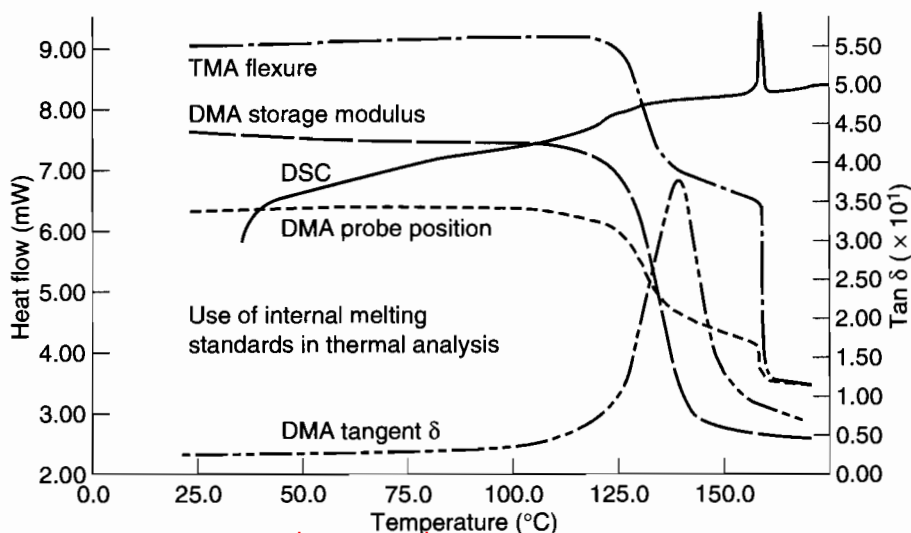 9.00
8.00
7.00
6.00
5.00
4.00
3.00
2.00
Heat flow (mW)
TMA flexure
DMA storage modulus
DSC
DMA probe position
Use of internal melting
standards in thermal analysis
DMA tangent δ
5.50
5.00
4.50
4.00
3.50
3.00
2.50
2.00
1.50
1.00
0.50
0.00
Tan δ ( × 10¹)
0.0 25.0 50.0 75.0 100.0 125.0 150.0
Temperature (°C)